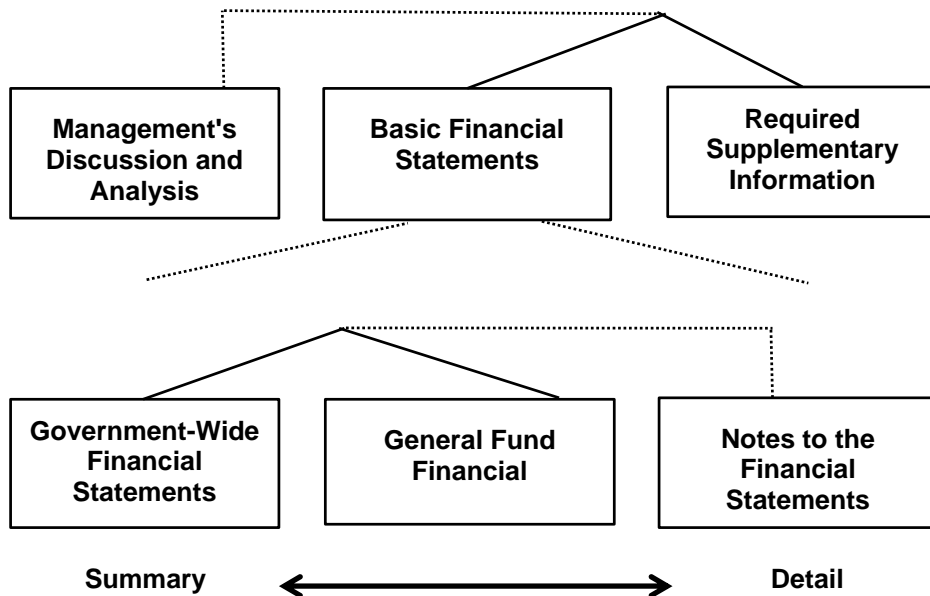 Management's
Discussion and
Analysis
Basic Financial
Statements
Required
Supplementary
Information
Government-Wide
Financial
Statements
General Fund
Financial
Notes to the
Financial
Statements
Summary
Detail